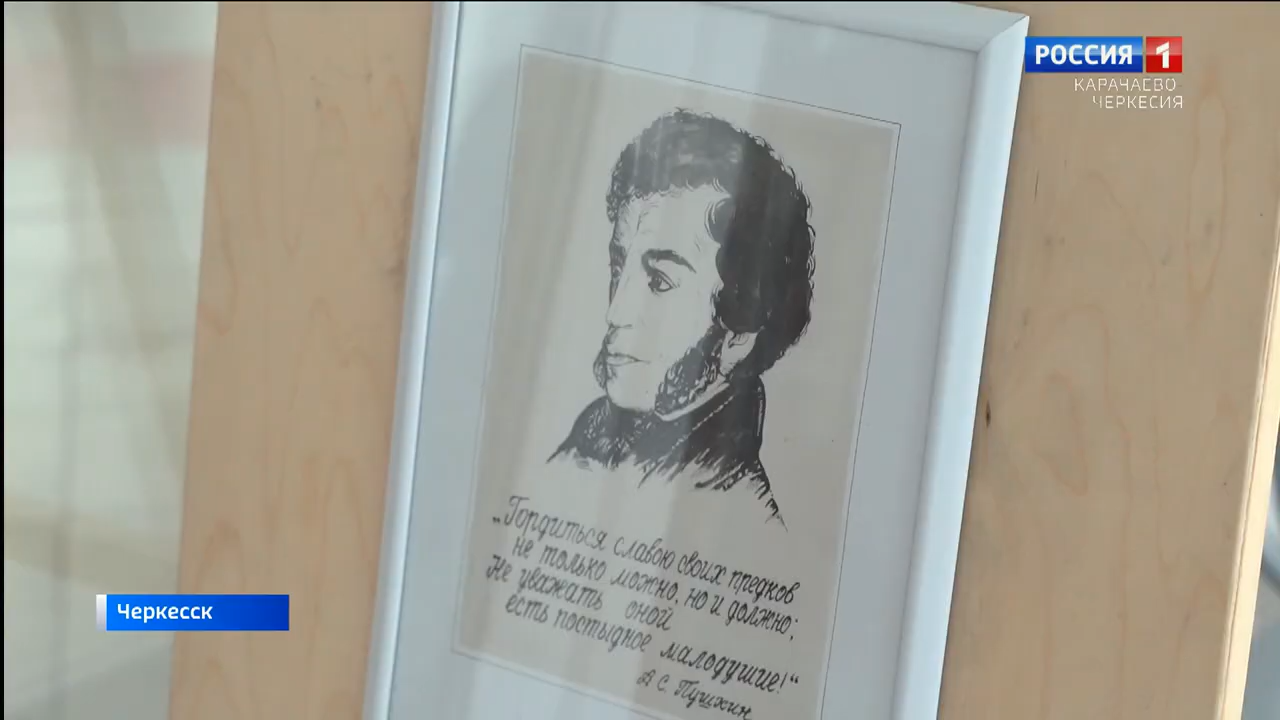 РОССИЯ 1
КАРАЧАЕВО
ЧЕРКЕСИЯ
„Гордиться славою своих предков
не только можно, но и должно;
Не уважать оной
есть постыдное малодушие!“
А С. Пушкин
Черкесск